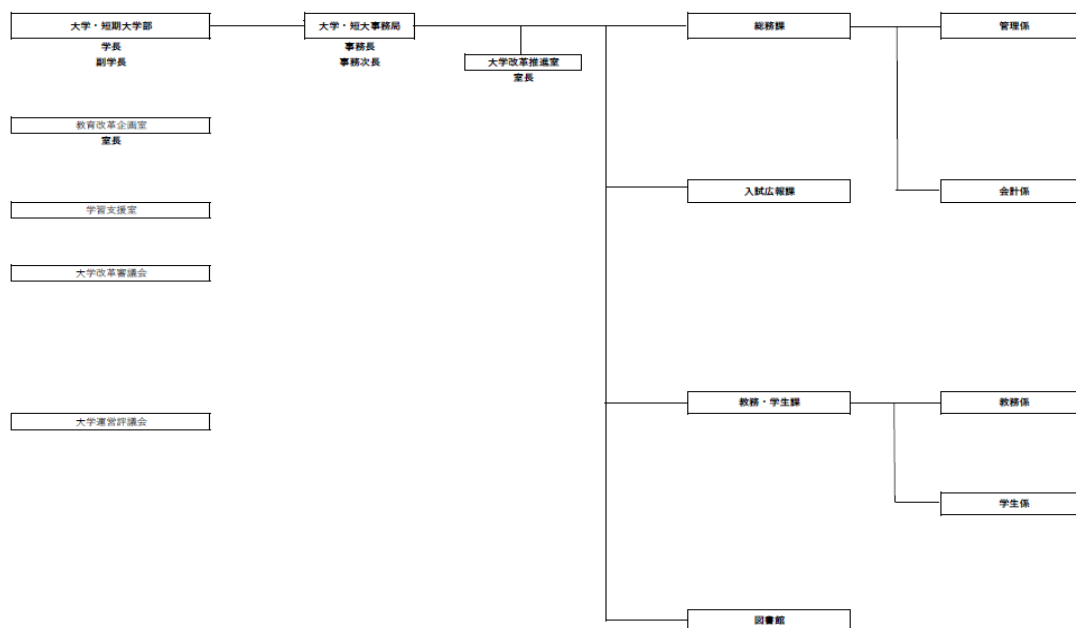 大学・短期大学部
学長
副学長
大学・短大事務局
事務長
事務次長
大学改革推進室
室長
総務課
管理係
会計係
教育改革企画室
室長
入試広報課
学習支援室
大学改革審議会
教務・学生課
教務係
学生係
大学運営評議会
図書館